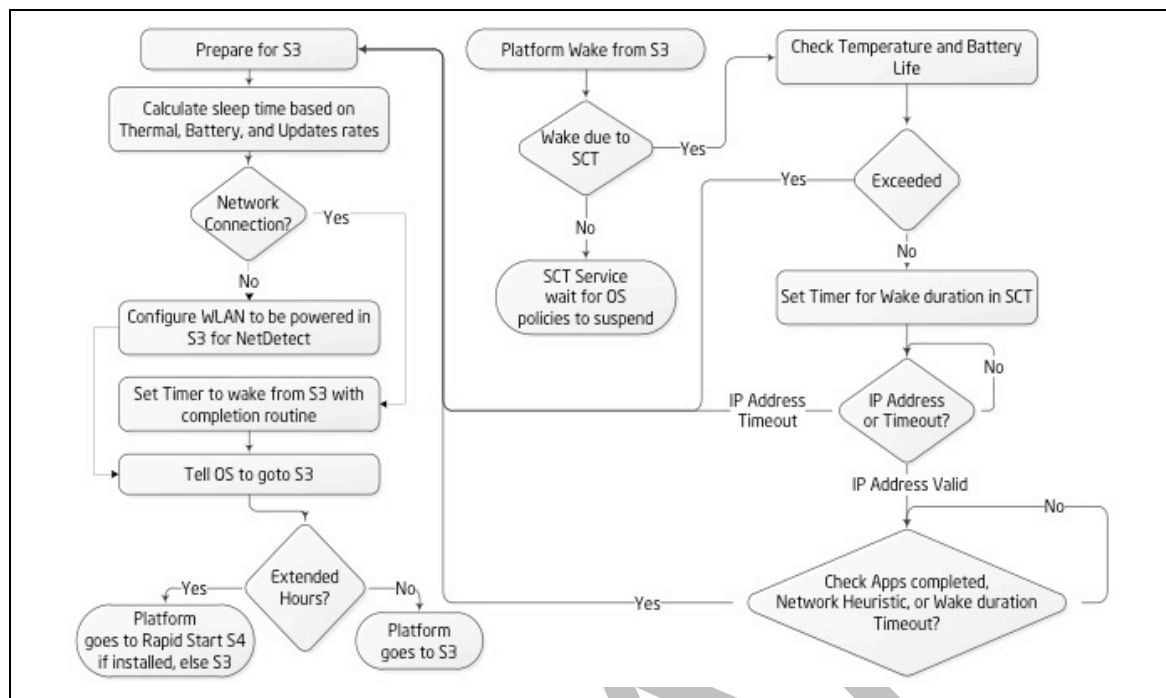 Prepare for S3
Calculate sleep time based on
Thermal, Battery, and Updates rates
Network
Connection?
Yes
No
Configure WLAN to be powered in
S3 for NetDetect
Set Timer to wake from S3 with
completion routine
Tell OS to goto S3
Extended
Hours?
Yes
No
Platform
goes to Rapid Start S4
if installed, else S3
Platform
goes to S3
Platform Wake from S3
Wake due to
SCT
Yes
No
SCT Service
wait for OS
policies to suspend
Check Temperature and Battery
Life
Exceeded
Yes
No
Set Timer for Wake duration in SCT
No
IP Address
or Timeout?
IP Address
Timeout
IP Address Valid
No
Check Apps completed,
Network Heuristic, or Wake duration
Timeout?
Yes